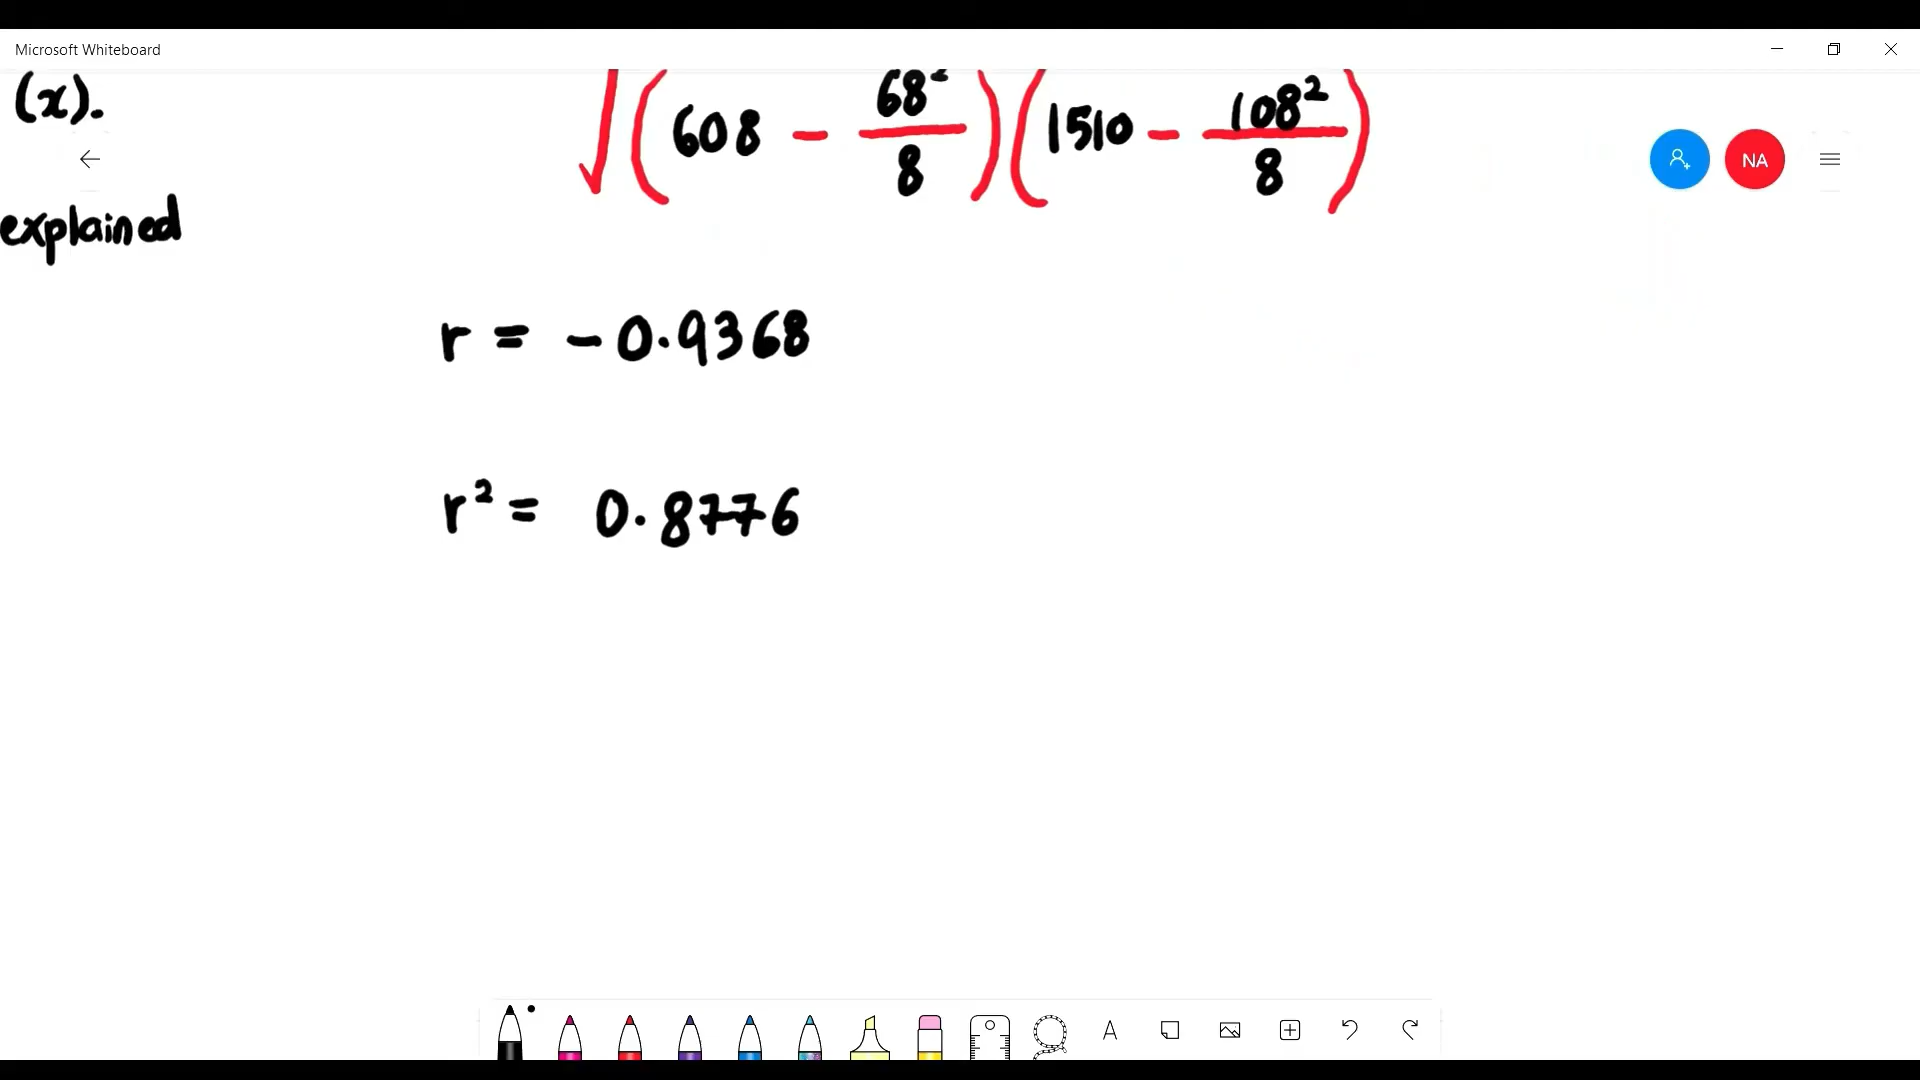 Microsoft Whiteboard
(x).
√(608 - 68²/8)(1510 - 108²/8)
NA
explained
r = - 0.9368
r² = 0.8776
A